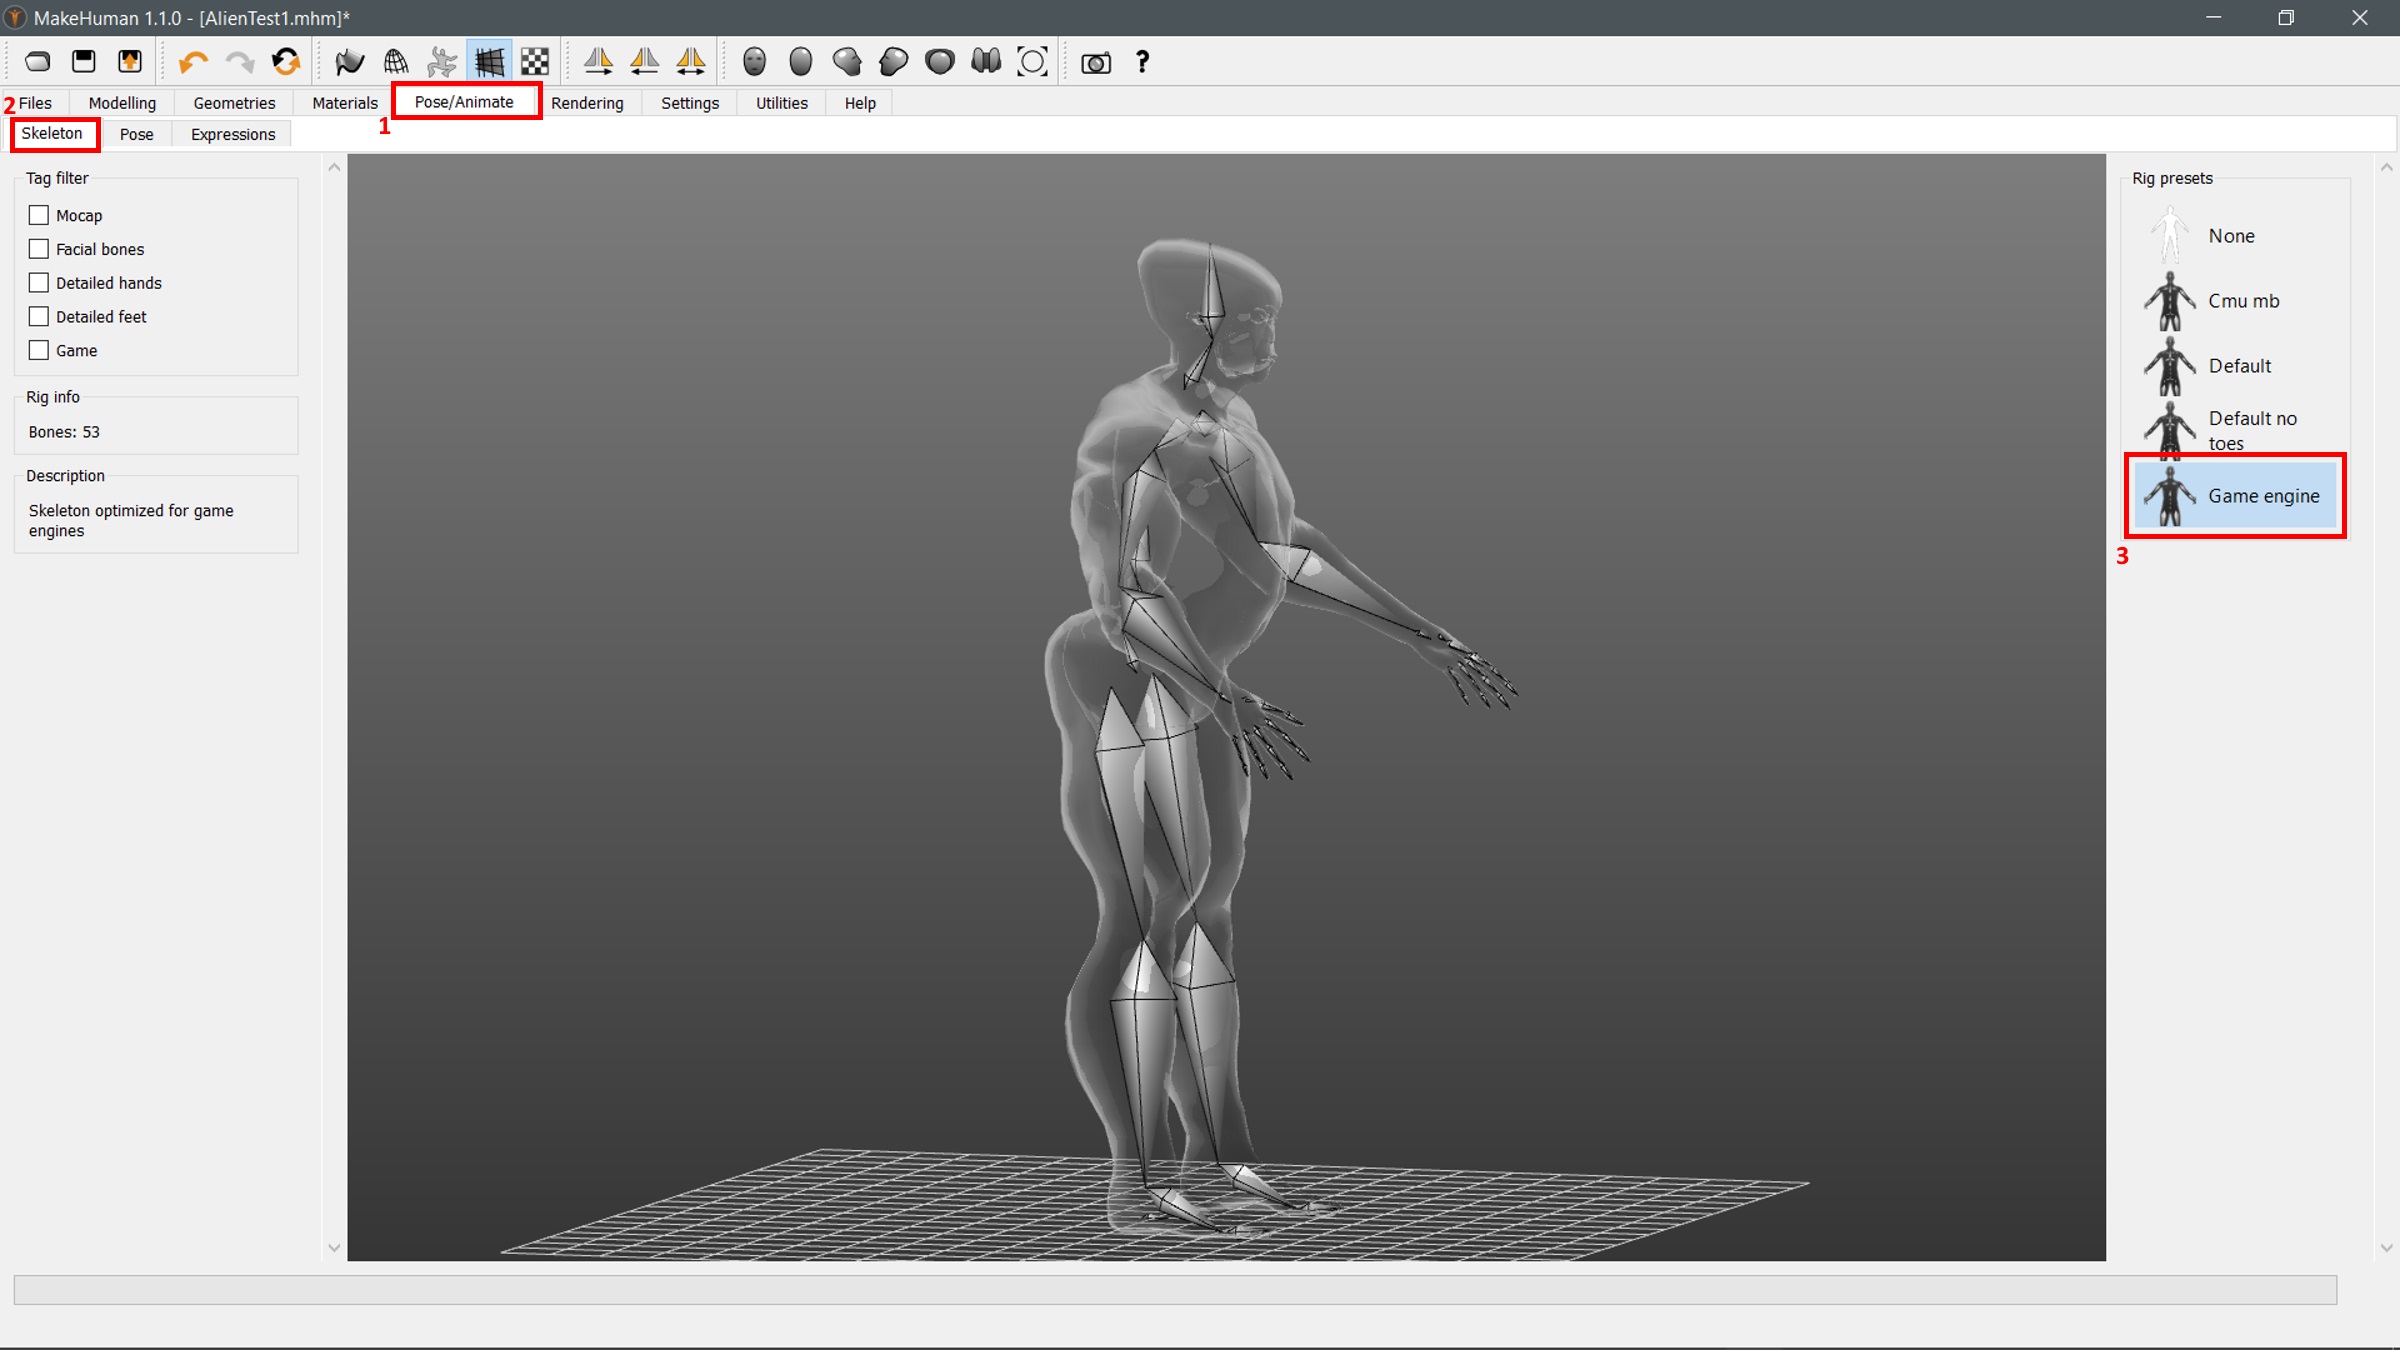 MakeHuman 1.1.0 - [AlienTest1.mhm]*
?
2 Files Modelling Geometries Materials Pose/Animate Rendering Settings Utilities Help
1
Skeleton Pose Expressions
Tag filter
Mocap
Facial bones
Detailed hands
Detailed feet
Game
Rig info
Bones: 53
Description
Skeleton optimized for game
engines
Rig presets
None
Cmu mb
Default
Default no
toes
Game engine
3